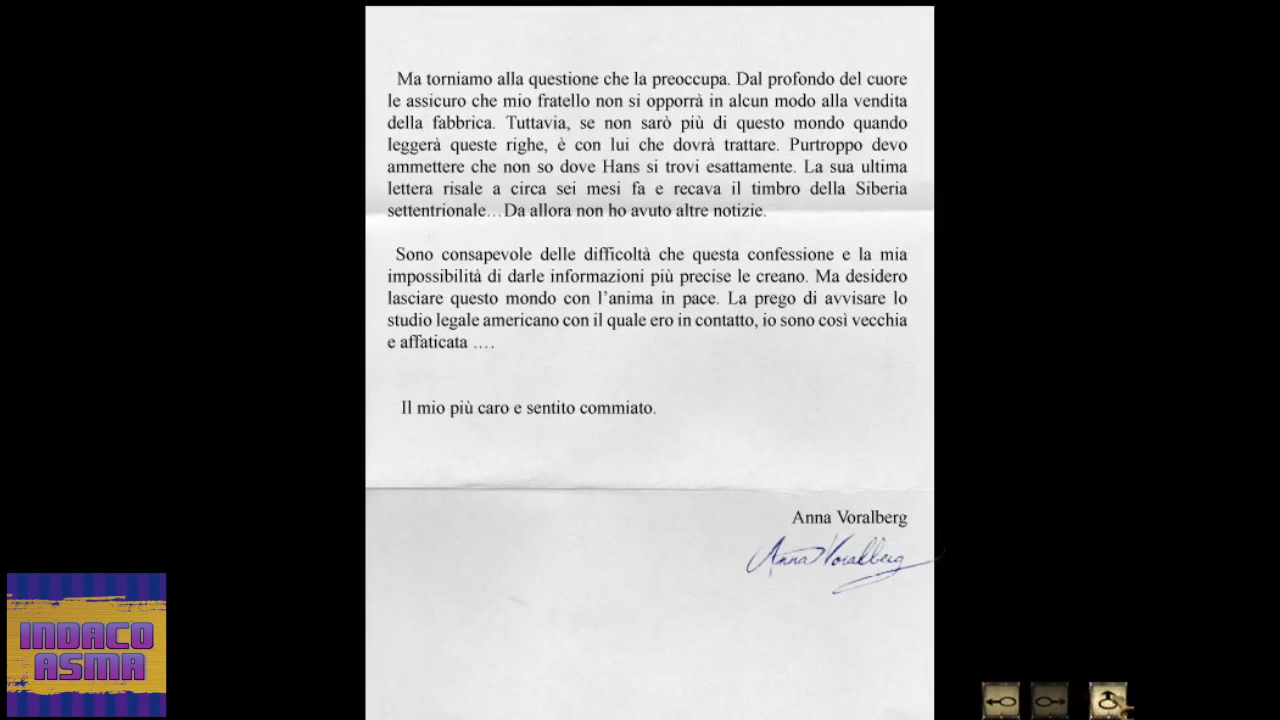 Ma torniamo alla questione che la preoccupa. Dal profondo del cuore
le assicuro che mio fratello non si opporrà in alcun modo alla vendita
della fabbrica. Tuttavia, se non sarò più di questo mondo quando
leggerà queste righe, è con lui che dovrà trattare. Purtroppo devo
ammettere che non so dove Hans si trovi esattamente. La sua ultima
lettera risale a circa sei mesi fa e recava il timbro della Siberia
settentrionale…Da allora non ho avuto altre notizie.
Sono consapevole delle difficoltà che questa confessione e la mia
impossibilità di darle informazioni più precise le creano. Ma desidero
lasciare questo mondo con l’anima in pace. La prego di avvisare lo
studio legale americano con il quale ero in contatto, io sono così vecchia
e affaticata ….
Il mio più caro e sentito commiato.
Anna Voralberg
Anna Voralberg
INDACO
ASMA